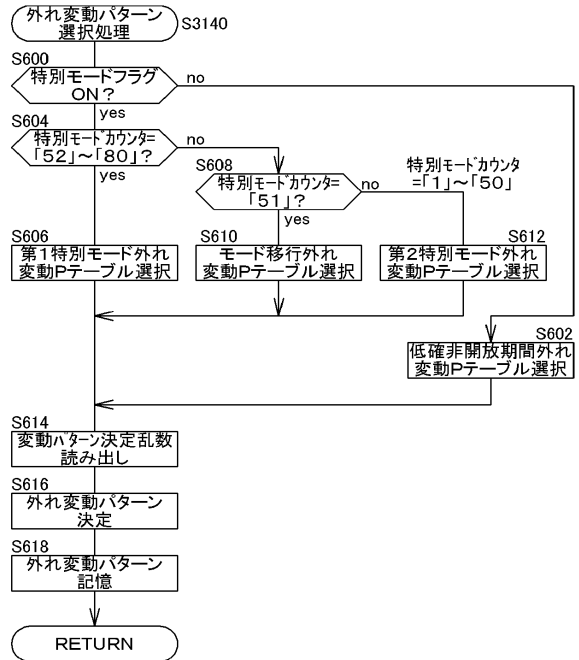 外れ変動パターン
選択処理
S3140
S600
特別モードフラグ
ON?
no
yes
S604
特別モードカウンタ=
「52」～「80」?
no
yes
S608
特別モードカウンタ=
「51」?
no
yes
特別モードカウンタ
=「1」～「50」
S606
第1特別モード外れ
変動Pテーブル選択
S610
モード移行外れ
変動Pテーブル選択
S612
第2特別モード外れ
変動Pテーブル選択
S602
低確非開放期間外れ
変動Pテーブル選択
S614
変動パターン決定乱数
読み出し
S616
外れ変動パターン
決定
S618
外れ変動パターン
記憶
RETURN